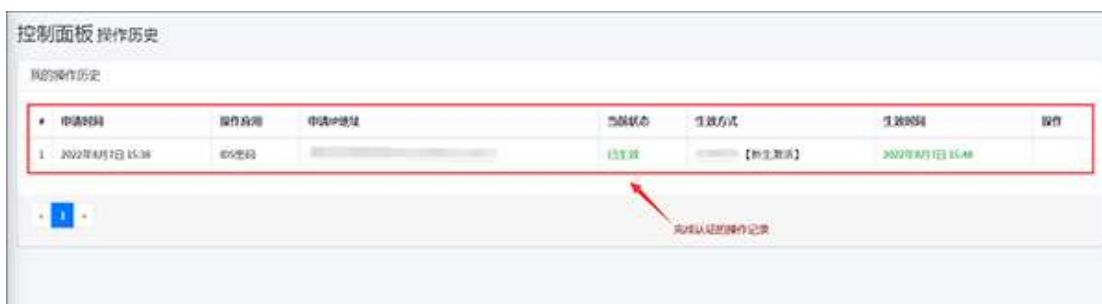 控制面板 操作历史
我的操作历史
# 申请时间 操作应用 申请IP地址 当前状态 生效方式 生效时间 操作
1 2022年8月7日 15:38 IDS密码 已生效 【新生激活】 2022年8月7日 15:48
« 1 »
完成认证的操作记录